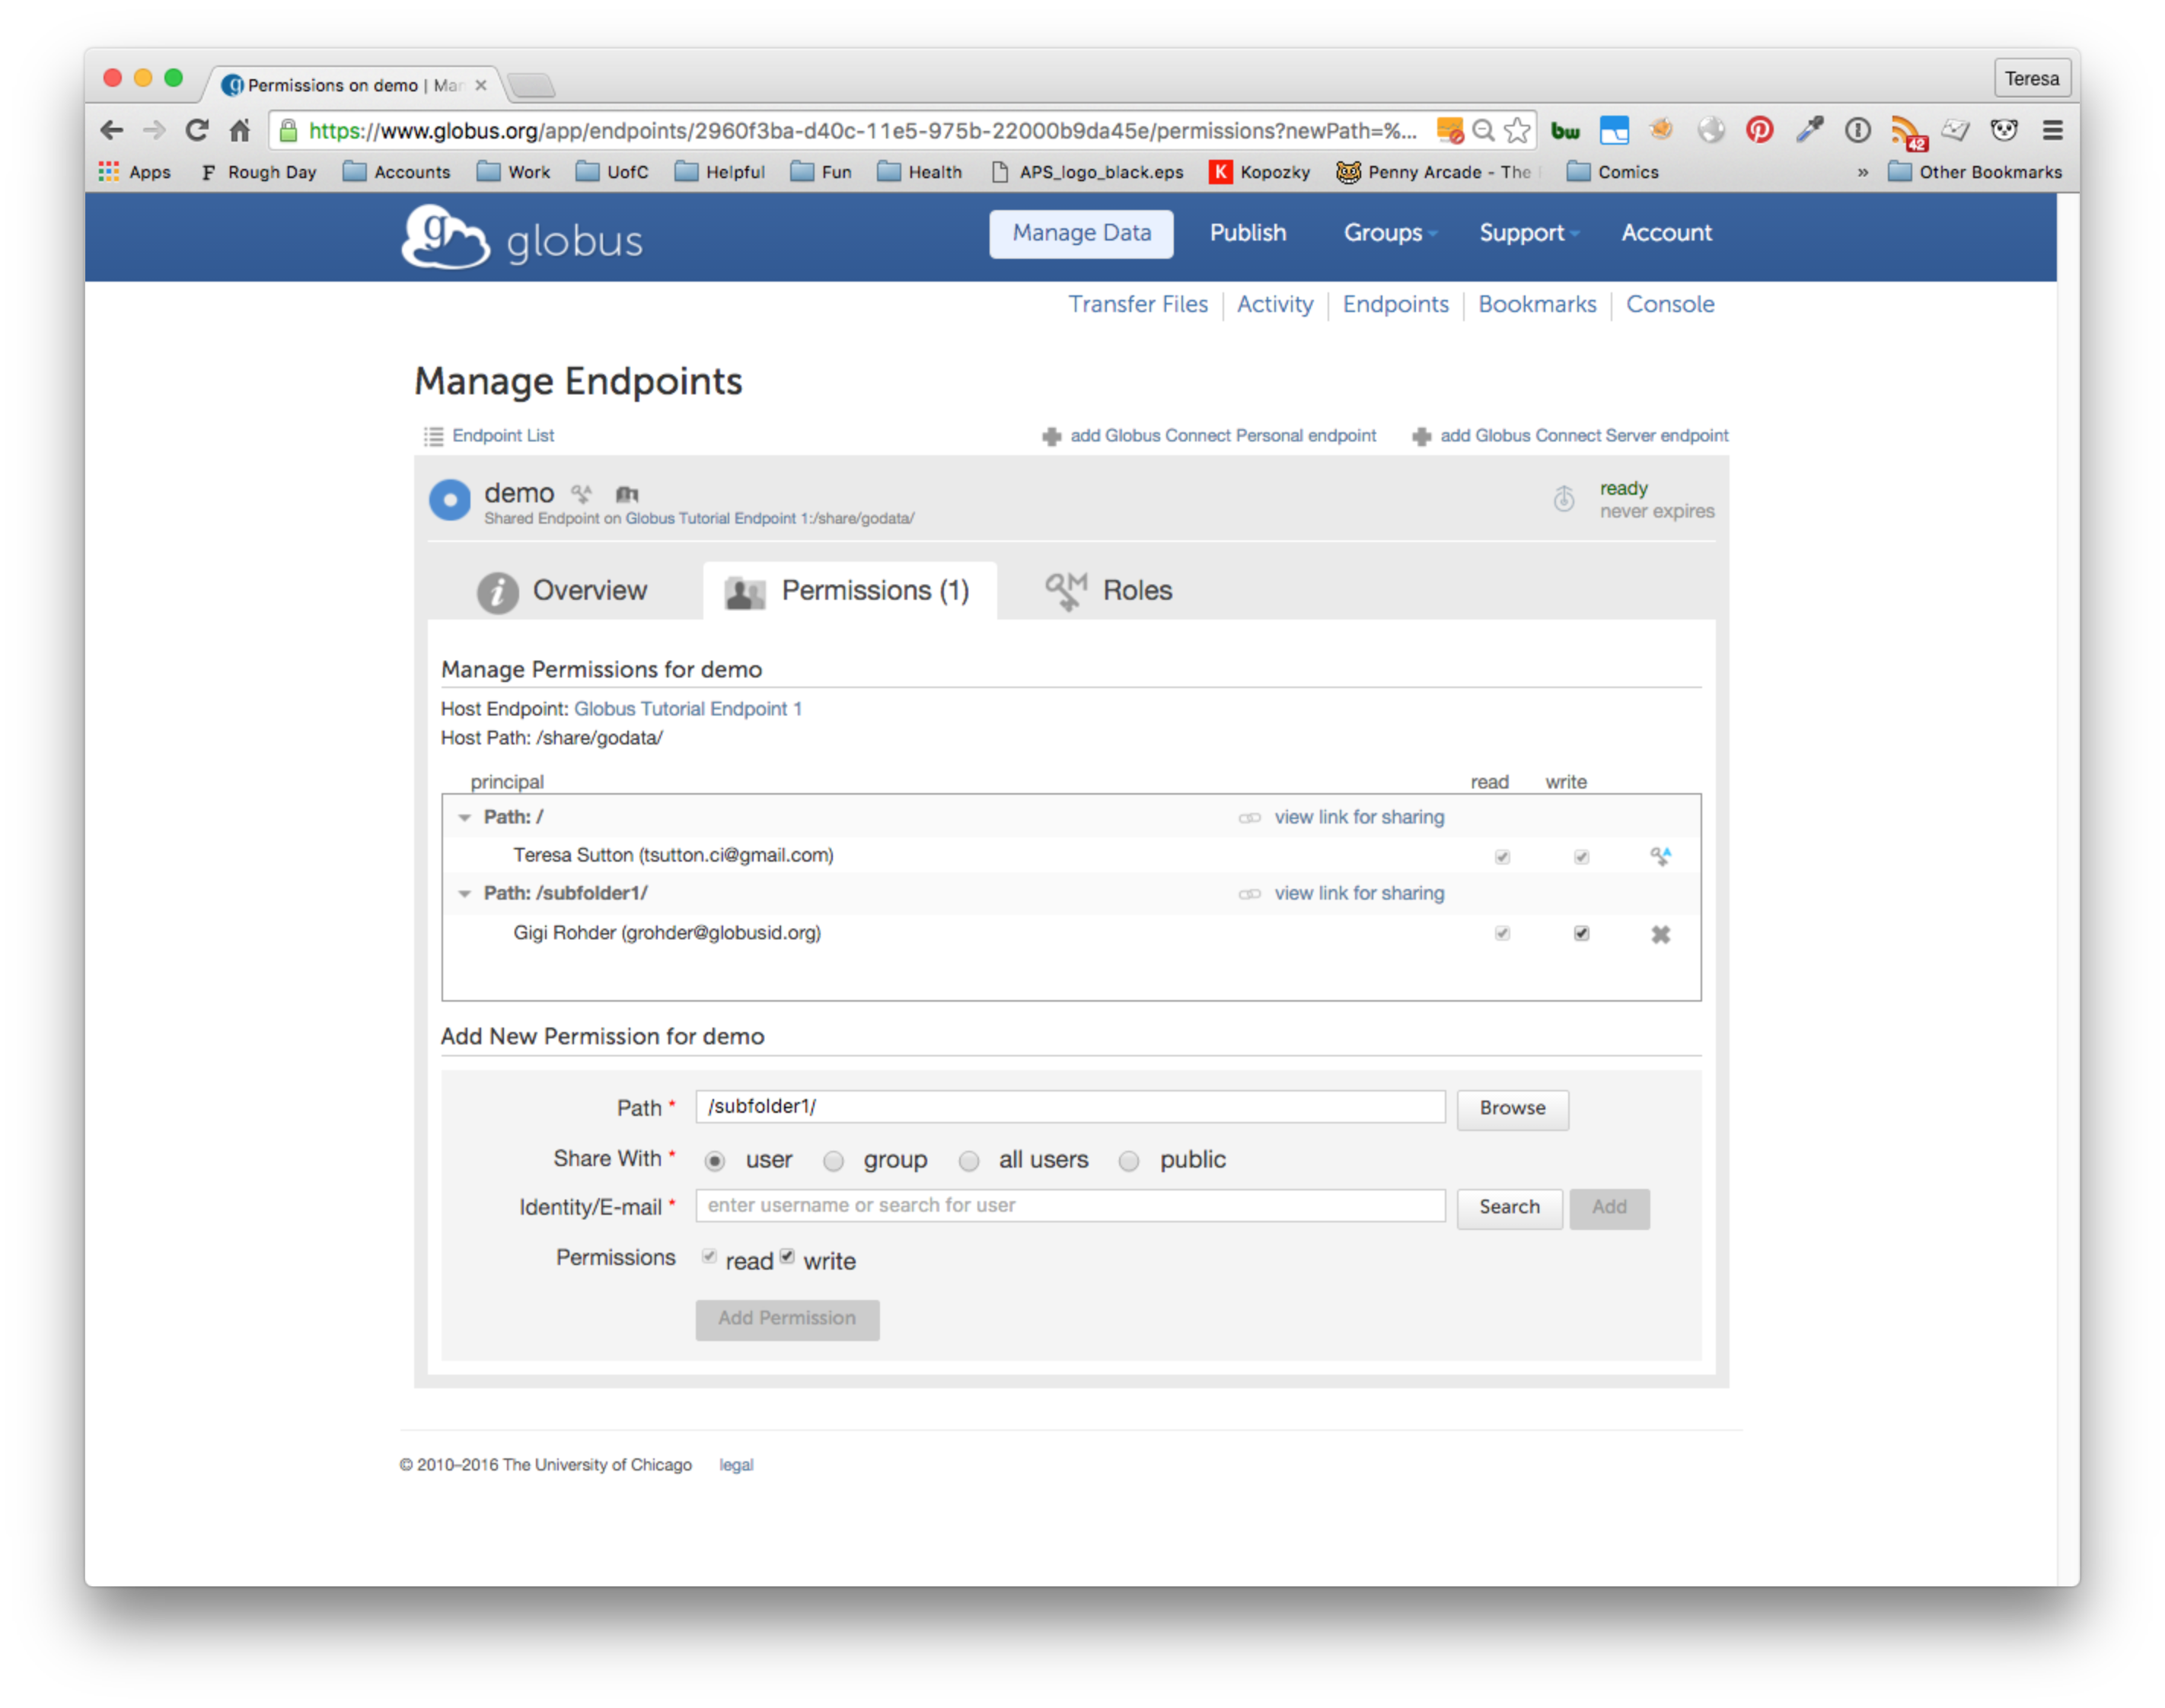 Permissions on demo | Man
Teresa
https://www.globus.org/app/endpoints/2960f3ba-d40c-11e5-975b-22000b9da45e/permissions?newPath=%...
bw
42
Apps F Rough Day Accounts Work UofC Helpful Fun Health APS_logo_black.eps K Kopozky Penny Arcade - The Comics » Other Bookmarks
g globus
Manage Data Publish Groups Support Account
Transfer Files Activity Endpoints Bookmarks Console
Manage Endpoints
Endpoint List add Globus Connect Personal endpoint add Globus Connect Server endpoint
demo
Shared Endpoint on Globus Tutorial Endpoint 1:/share/godata/
ready
never expires
Overview Permissions (1) Roles
Manage Permissions for demo
Host Endpoint: Globus Tutorial Endpoint 1
Host Path: /share/godata/
principal read write
Path: / view link for sharing
Teresa Sutton (tsutton.ci@gmail.com)
Path: /subfolder1/ view link for sharing
Gigi Rohder (grohder@globusid.org)
Add New Permission for demo
Path * /subfolder1/ Browse
Share With * user group all users public
Identity/E-mail * enter username or search for user Search Add
Permissions read write
Add Permission
© 2010–2016 The University of Chicago legal